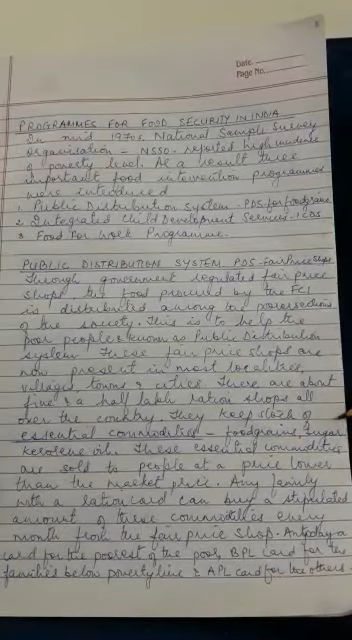 Date
Page No.
PROGRAMMES FOR FOOD SECURITY IN INDIA
In mid 1970s National Sample Survey
Organisation - NSSO - reported high incidence
of poverty level. As a result three
important food intervention programmes
were introduced
1. Public Distribution System - PDS - for foodgrains
2. Integrated Child Development Services - ICDS
3. Food for Work Programme.
PUBLIC DISTRIBUTION SYSTEM PDS - Fair Price Shops
Through government regulated fair price
shops the food procured by the FCI
is distributed among the poor sections
of the society. This is to help the
poor people & known as Public Distribution
system. These fair price shops are
now present in most localities,
villages, towns & cities. There are about
five & a half lakh ration shops all
over the country. They keep stock of
essential commodities - foodgrains, sugar
kerosene oil. These essential commodities
are sold to people at a price lower
than the market price. Any family
with a ration card can buy a stipulated
amount of these commodities every
month from the fair price shop. Antyodaya
card for the poorest of the poor, BPL card for the
families below poverty line & APL card for the others.